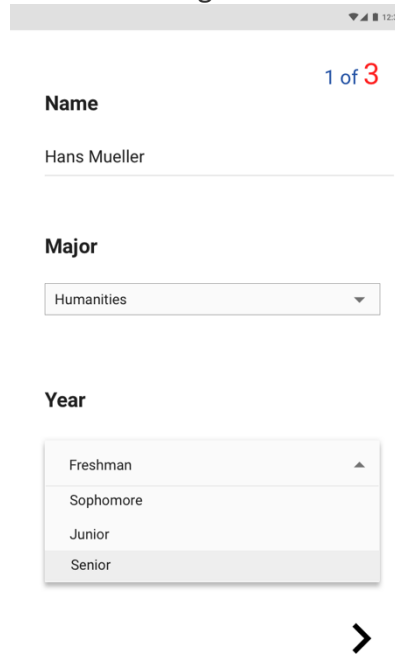 1 of 3
Name
Hans Mueller
Major
Humanities
Year
Freshman
Sophomore
Junior
Senior